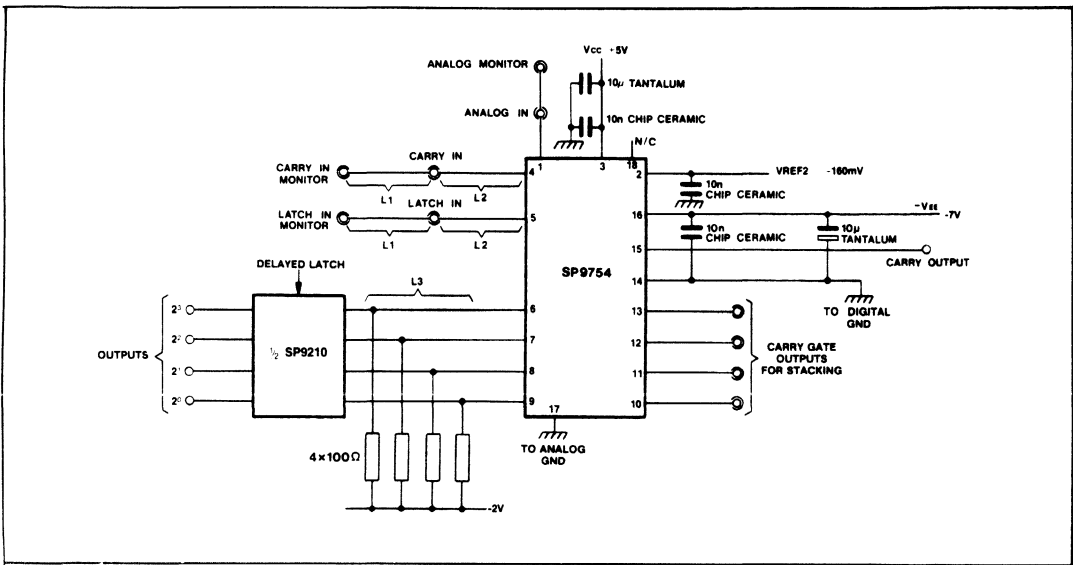 Vcc +5V
ANALOG MONITOR
10µ TANTALUM
ANALOG IN
10n CHIP CERAMIC
N/C
1
3
18
CARRY IN
CARRY IN
MONITOR
4
2
VREF2 -160mV
10n
CHIP CERAMIC
L1
L2
LATCH IN
LATCH IN
MONITOR
5
16
-VEE
-7V
L1
L2
10n
CHIP CERAMIC
10µ
TANTALUM
15
CARRY OUTPUT
DELAYED LATCH
SP9754
L3
14
TO DIGITAL
GND
2³
6
13
2²
7
12
OUTPUTS
½ SP9210
CARRY GATE
OUTPUTS
FOR STACKING
2¹
8
11
2⁰
9
10
17
TO ANALOG
GND
4×100Ω
-2V